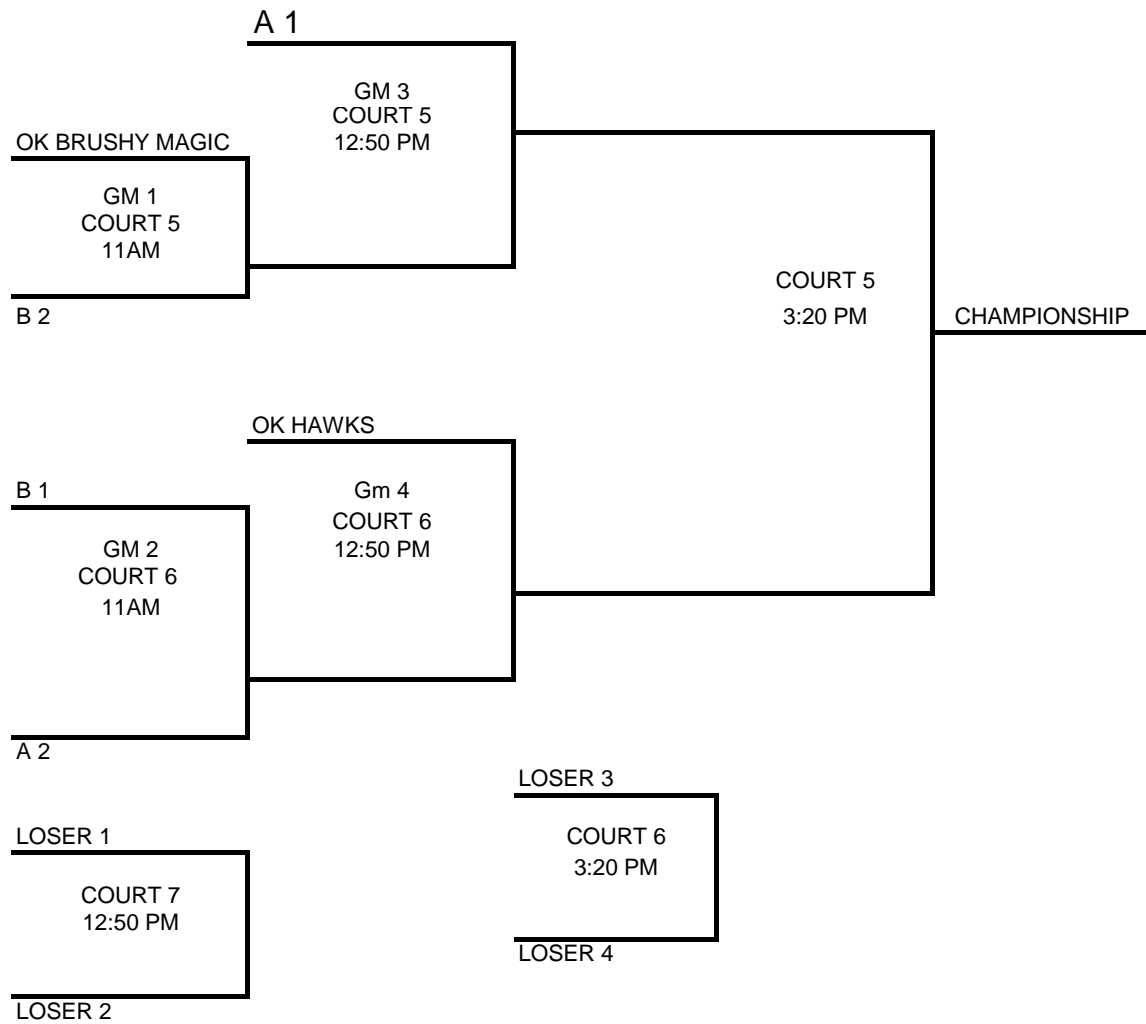 A 1
GM 3
COURT 5
12:50 PM
OK BRUSHY MAGIC
GM 1
COURT 5
11AM
B 2
COURT 5
3:20 PM
CHAMPIONSHIP
OK HAWKS
B 1
Gm 4
COURT 6
12:50 PM
GM 2
COURT 6
11AM
A 2
LOSER 3
COURT 6
3:20 PM
LOSER 4
LOSER 1
COURT 7
12:50 PM
LOSER 2